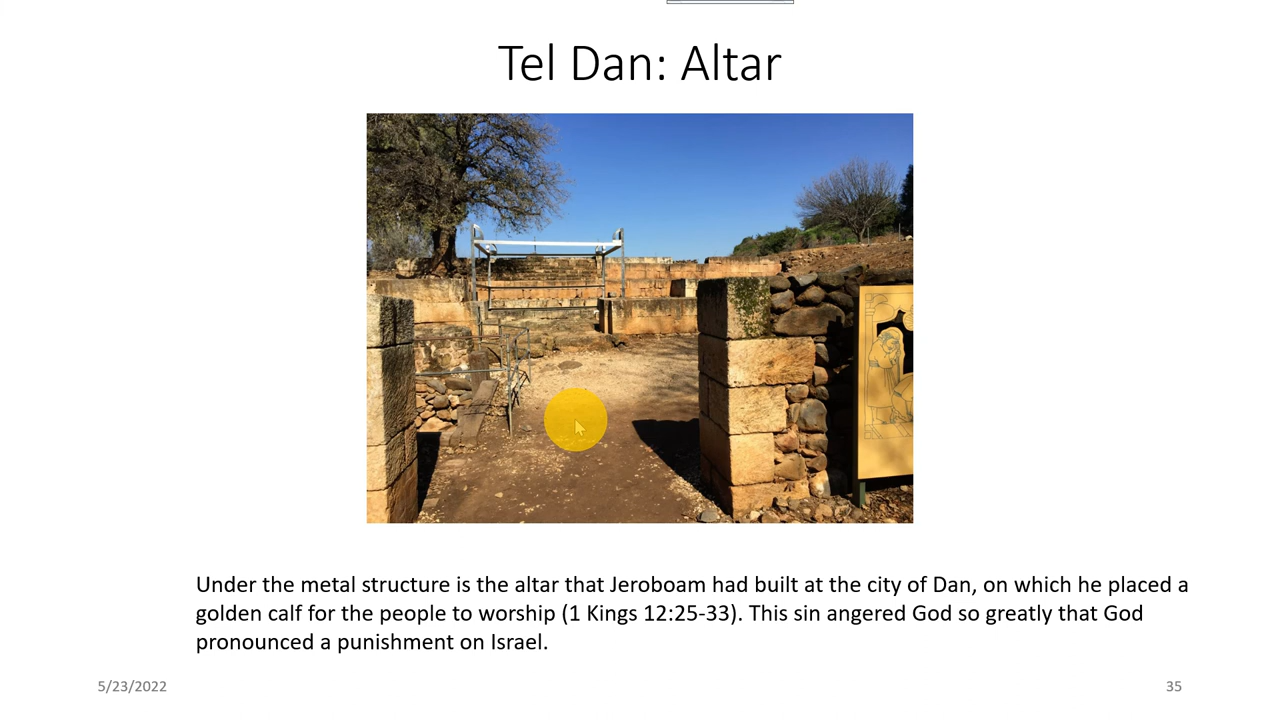 Tel Dan: Altar
Under the metal structure is the altar that Jeroboam had built at the city of Dan, on which he placed a
golden calf for the people to worship (1 Kings 12:25-33). This sin angered God so greatly that God
pronounced a punishment on Israel.
5/23/2022
35